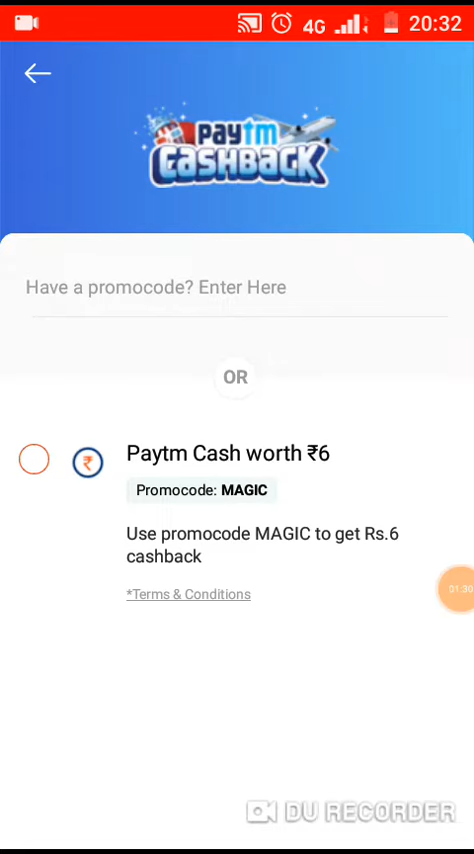 4G 20:32
PAYTM
CASHBACK
Have a promocode? Enter Here
OR
Paytm Cash worth ₹6
Promocode: MAGIC
Use promocode MAGIC to get Rs.6
cashback
*Terms & Conditions
01:30
DU RECORDER